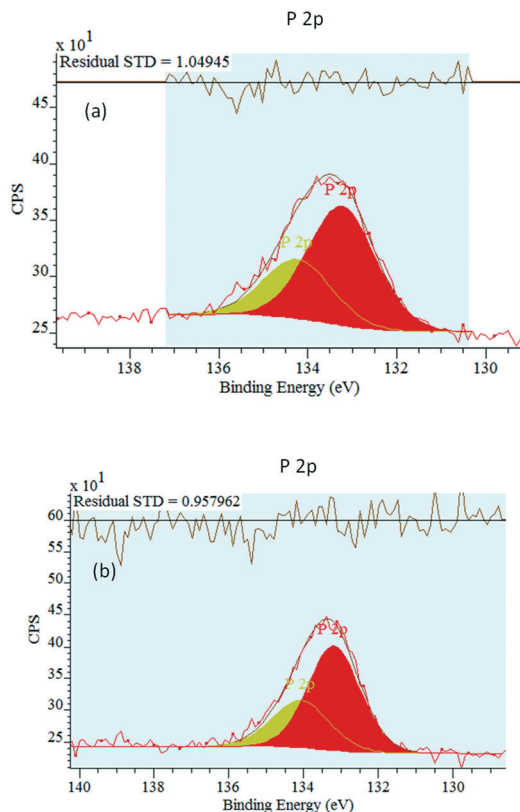 P 2p
x 10¹
Residual STD = 1.04945
(a)
45
40
35
30
25
CPS
P 2p
P 2p
138 136 134 132 130
Binding Energy (eV)
P 2p
x 10¹
Residual STD = 0.957962
(b)
60
55
50
45
40
35
30
25
CPS
P 2p
P 2p
140 138 136 134 132 130
Binding Energy (eV)